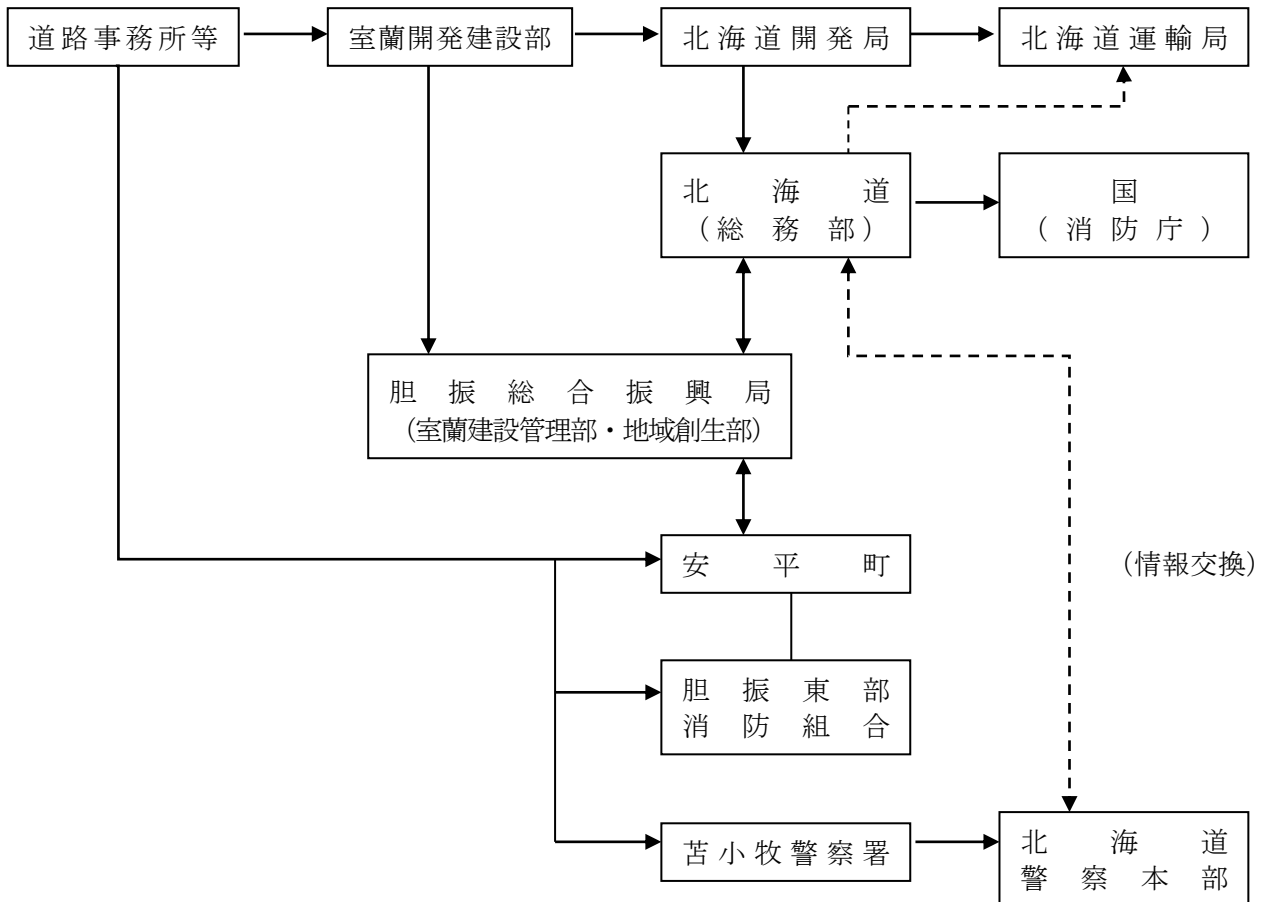 道路事務所等
室蘭開発建設部
北海道開発局
北海道運輸局
北海道
（総務部）
国
（消防庁）
胆振総合振興局
（室蘭建設管理部・地域創生部）
安平町
（情報交換）
胆振東部
消防組合
苫小牧警察署
北海道
警察本部